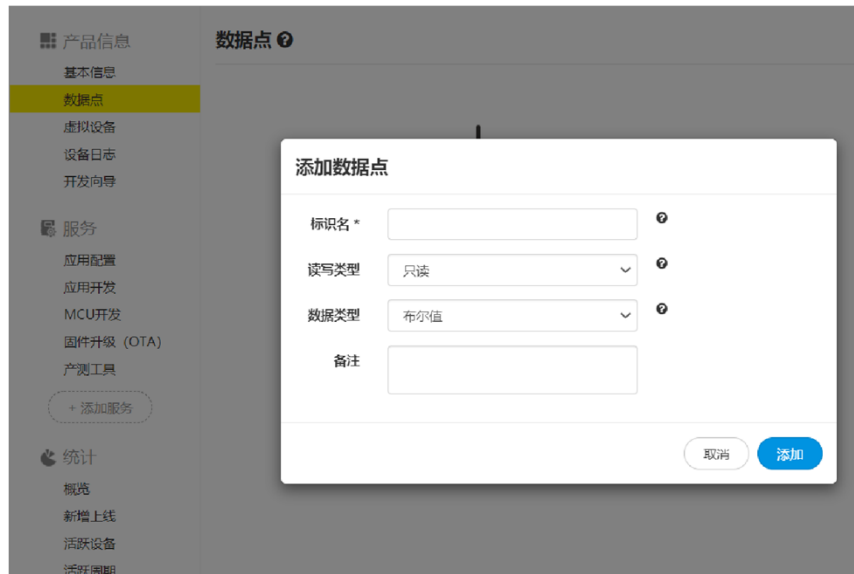 产品信息
基本信息
数据点
虚拟设备
设备日志
开发向导
服务
应用配置
应用开发
MCU开发
固件升级（OTA）
产测工具
+ 添加服务
统计
概览
新增上线
活跃设备
活跃周期
数据点
添加数据点
标识名 *
读写类型
只读
数据类型
布尔值
备注
取消
添加